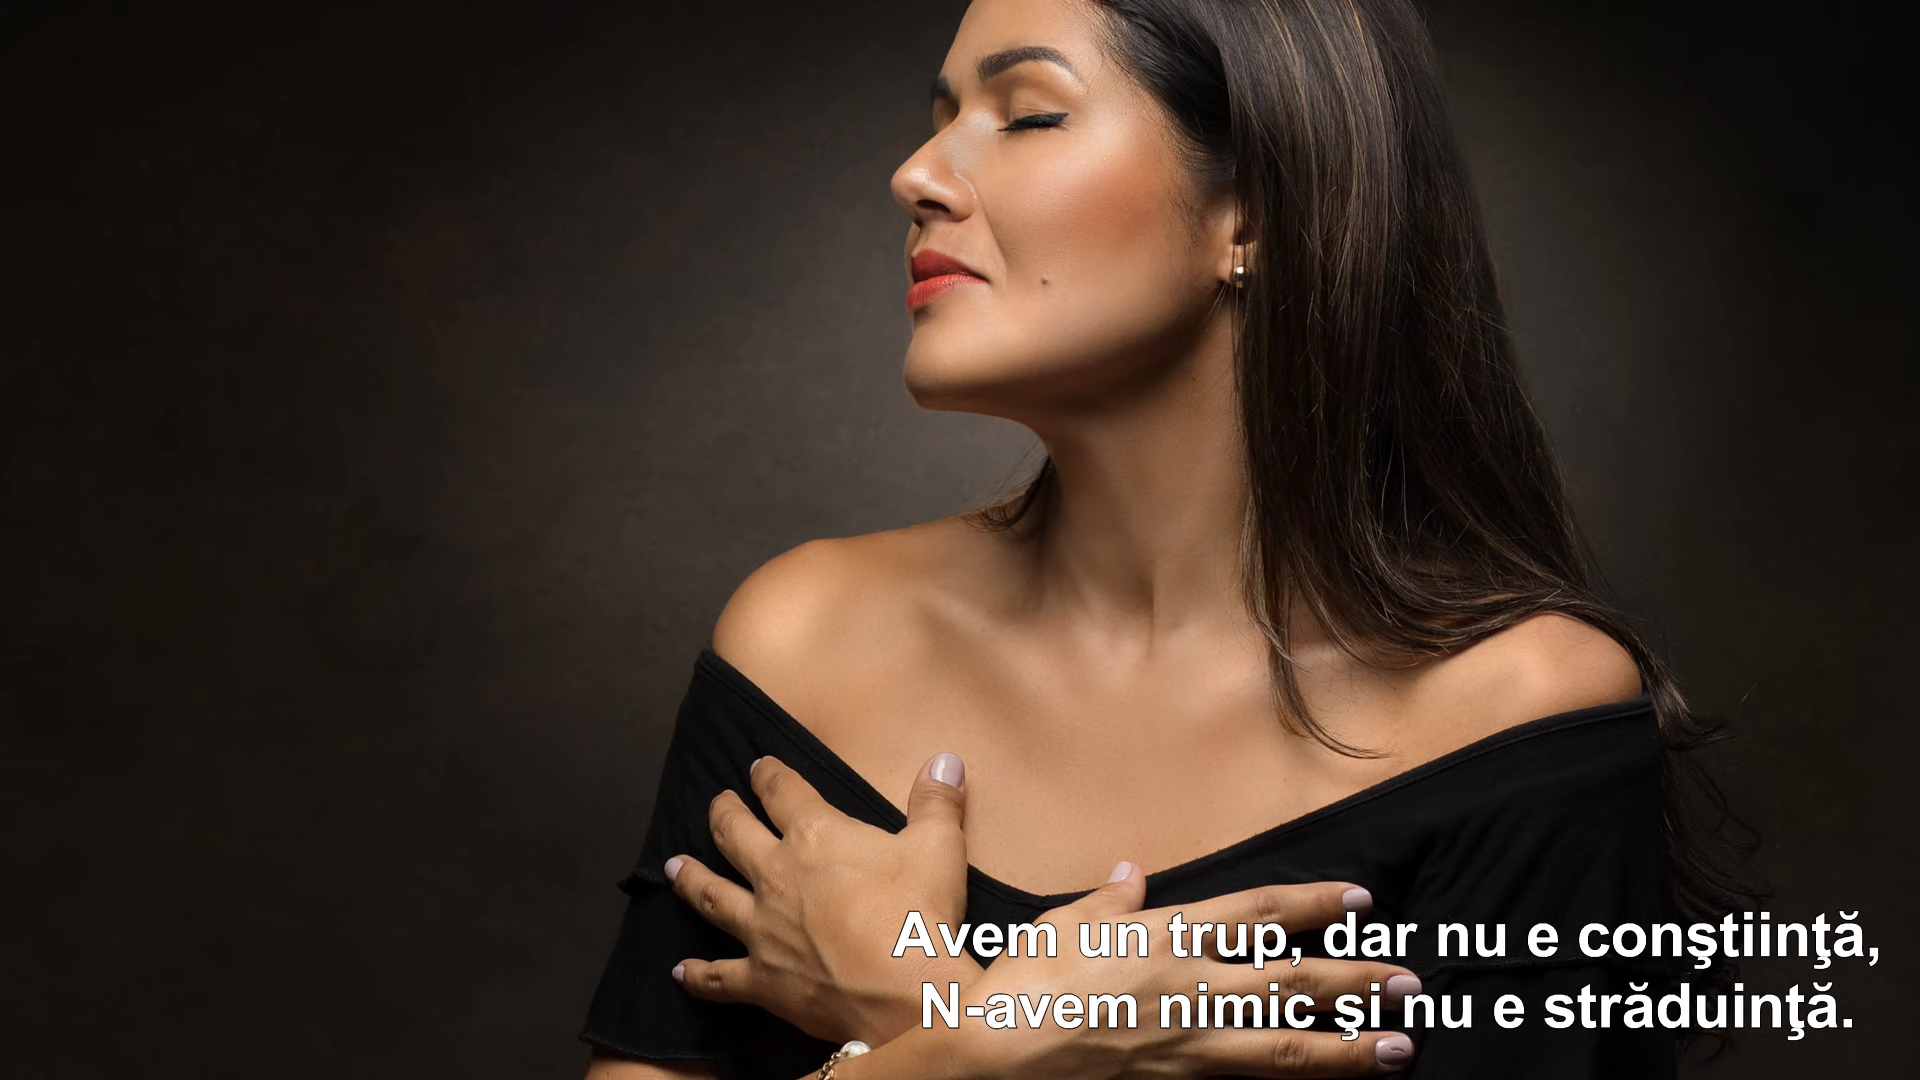 Avem un trup, dar nu e conştiinţă,
N-avem nimic şi nu e străduinţă.